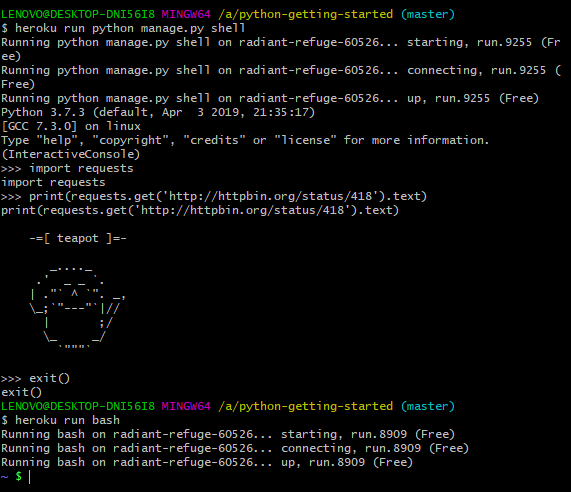 LENOVO@DESKTOP-DNI56I8 MINGW64 /a/python-getting-started (master)
$ heroku run python manage.py shell
Running python manage.py shell on radiant-refuge-60526... starting, run.9255 (Fr
ee)
Running python manage.py shell on radiant-refuge-60526... connecting, run.9255 (
Free)
Running python manage.py shell on radiant-refuge-60526... up, run.9255 (Free)
Python 3.7.3 (default, Apr  3 2019, 21:35:17)
[GCC 7.3.0] on linux
Type "help", "copyright", "credits" or "license" for more information.
(InteractiveConsole)
>>> import requests
import requests
>>> print(requests.get('http://httpbin.org/status/418').text)
print(requests.get('http://httpbin.org/status/418').text)

    -=[ teapot ]=-

       _...._
     .'  _ _ `.
    | ."` ^ `". _,
    \_;`"---"`|//
      |       ;/
      \_     _/
        `"""`

>>> exit()
exit()
LENOVO@DESKTOP-DNI56I8 MINGW64 /a/python-getting-started (master)
$ heroku run bash
Running bash on radiant-refuge-60526... starting, run.8909 (Free)
Running bash on radiant-refuge-60526... connecting, run.8909 (Free)
Running bash on radiant-refuge-60526... up, run.8909 (Free)
~ $